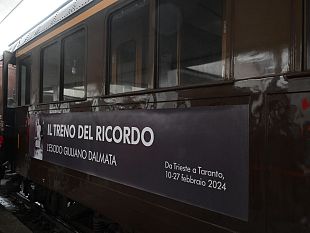 IL TRENO DEL RICORDO
L'ESODO GIULIANO DALMATA
Da Trieste a Taranto,
10-27 febbraio 2024